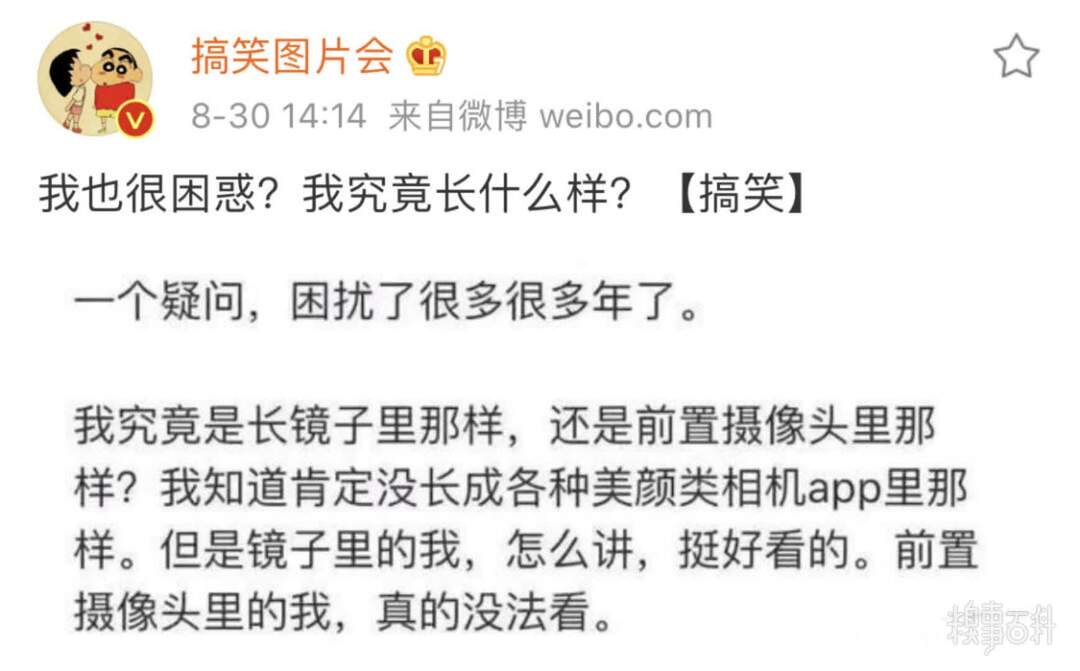 搞笑图片会
8-30 14:14 来自微博 weibo.com
我也很困惑？我究竟长什么样？【搞笑】
一个疑问，困扰了很多很多年了。
我究竟是长镜子里那样，还是前置摄像头里那
样？我知道肯定没长成各种美颜类相机app里那
样。但是镜子里的我，怎么讲，挺好看的。前置
摄像头里的我，真的没法看。
糗事百科